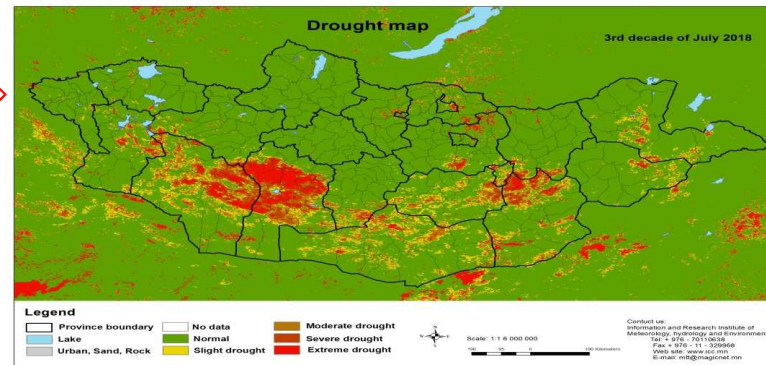 Drought map
3rd decade of July 2018
Legend
Province boundary
Lake
Urban, Sand, Rock
No data
Normal
Slight drought
Moderate drought
Severe drought
Extreme drought
Scale: 1:1 6 000 000
100 Kilometers
Contact us:
Information and Research Institute of
Meteorology, hydrology and Environment
Tel: + 976 - 70110638
Fax + 976 - 11 - 329968
Web site: www.icc.mn
E-mail: mtt@magicnet.mn